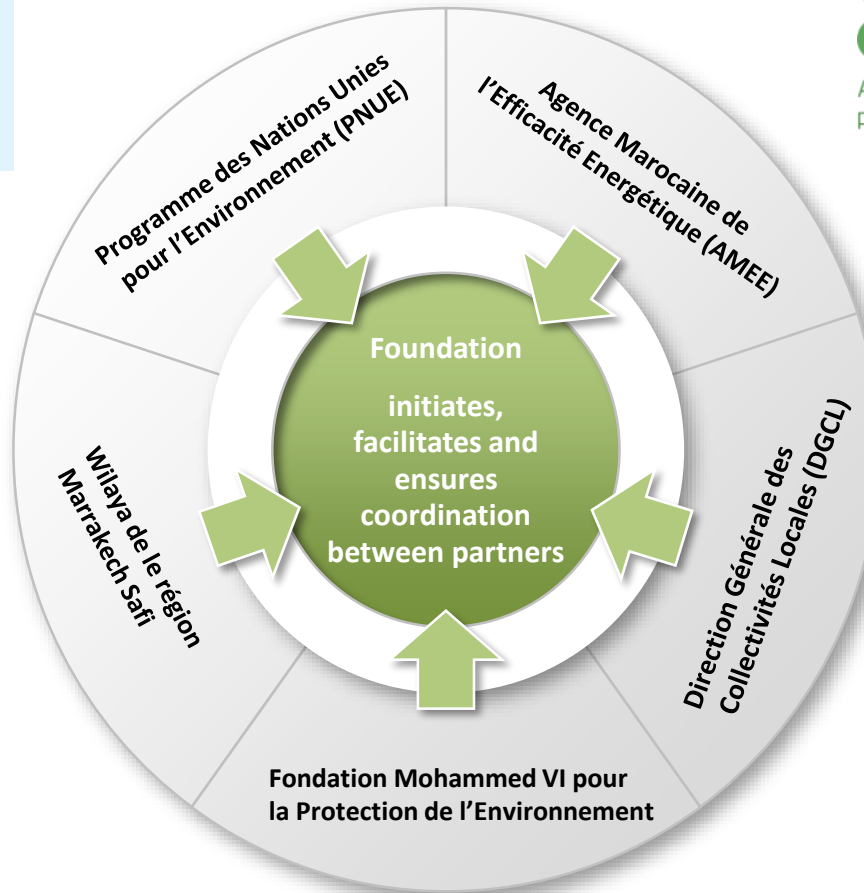 Programme des Nations Unies
pour l'Environnement (PNUE)
Agence Marocaine de
l'Efficacité Energétique (AMEE)
Foundation
initiates,
facilitates and
ensures
coordination
between partners
Wilaya de le région
Marrakech Safi
Direction Générale des
Collectivités Locales (DGCL)
Fondation Mohammed VI pour
la Protection de l'Environnement